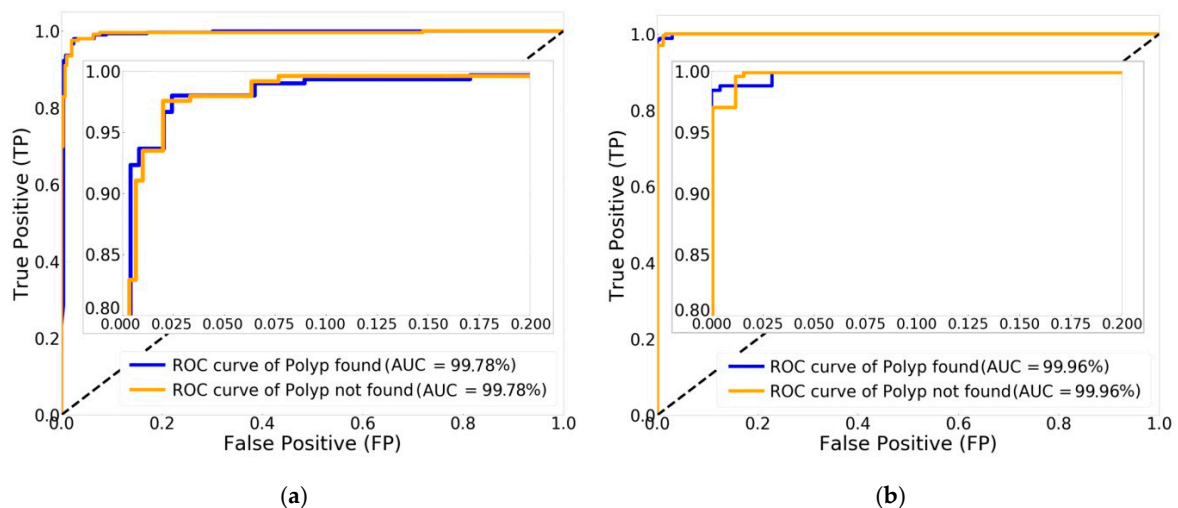 1.0
0.8
0.6
0.4
0.2
0.0
True Positive (TP)
1.00
0.95
0.90
0.85
0.80
0.000 0.025 0.050 0.075 0.100 0.125 0.150 0.175 0.200
ROC curve of Polyp found (AUC = 99.78%)
ROC curve of Polyp not found (AUC = 99.78%)
0.0 0.2 0.4 0.6 0.8 1.0
False Positive (FP)
(a)
1.0
0.8
0.6
0.4
0.2
0.0
True Positive (TP)
1.00
0.95
0.90
0.85
0.80
0.000 0.025 0.050 0.075 0.100 0.125 0.150 0.175 0.200
ROC curve of Polyp found (AUC = 99.96%)
ROC curve of Polyp not found (AUC = 99.96%)
0.0 0.2 0.4 0.6 0.8 1.0
False Positive (FP)
(b)